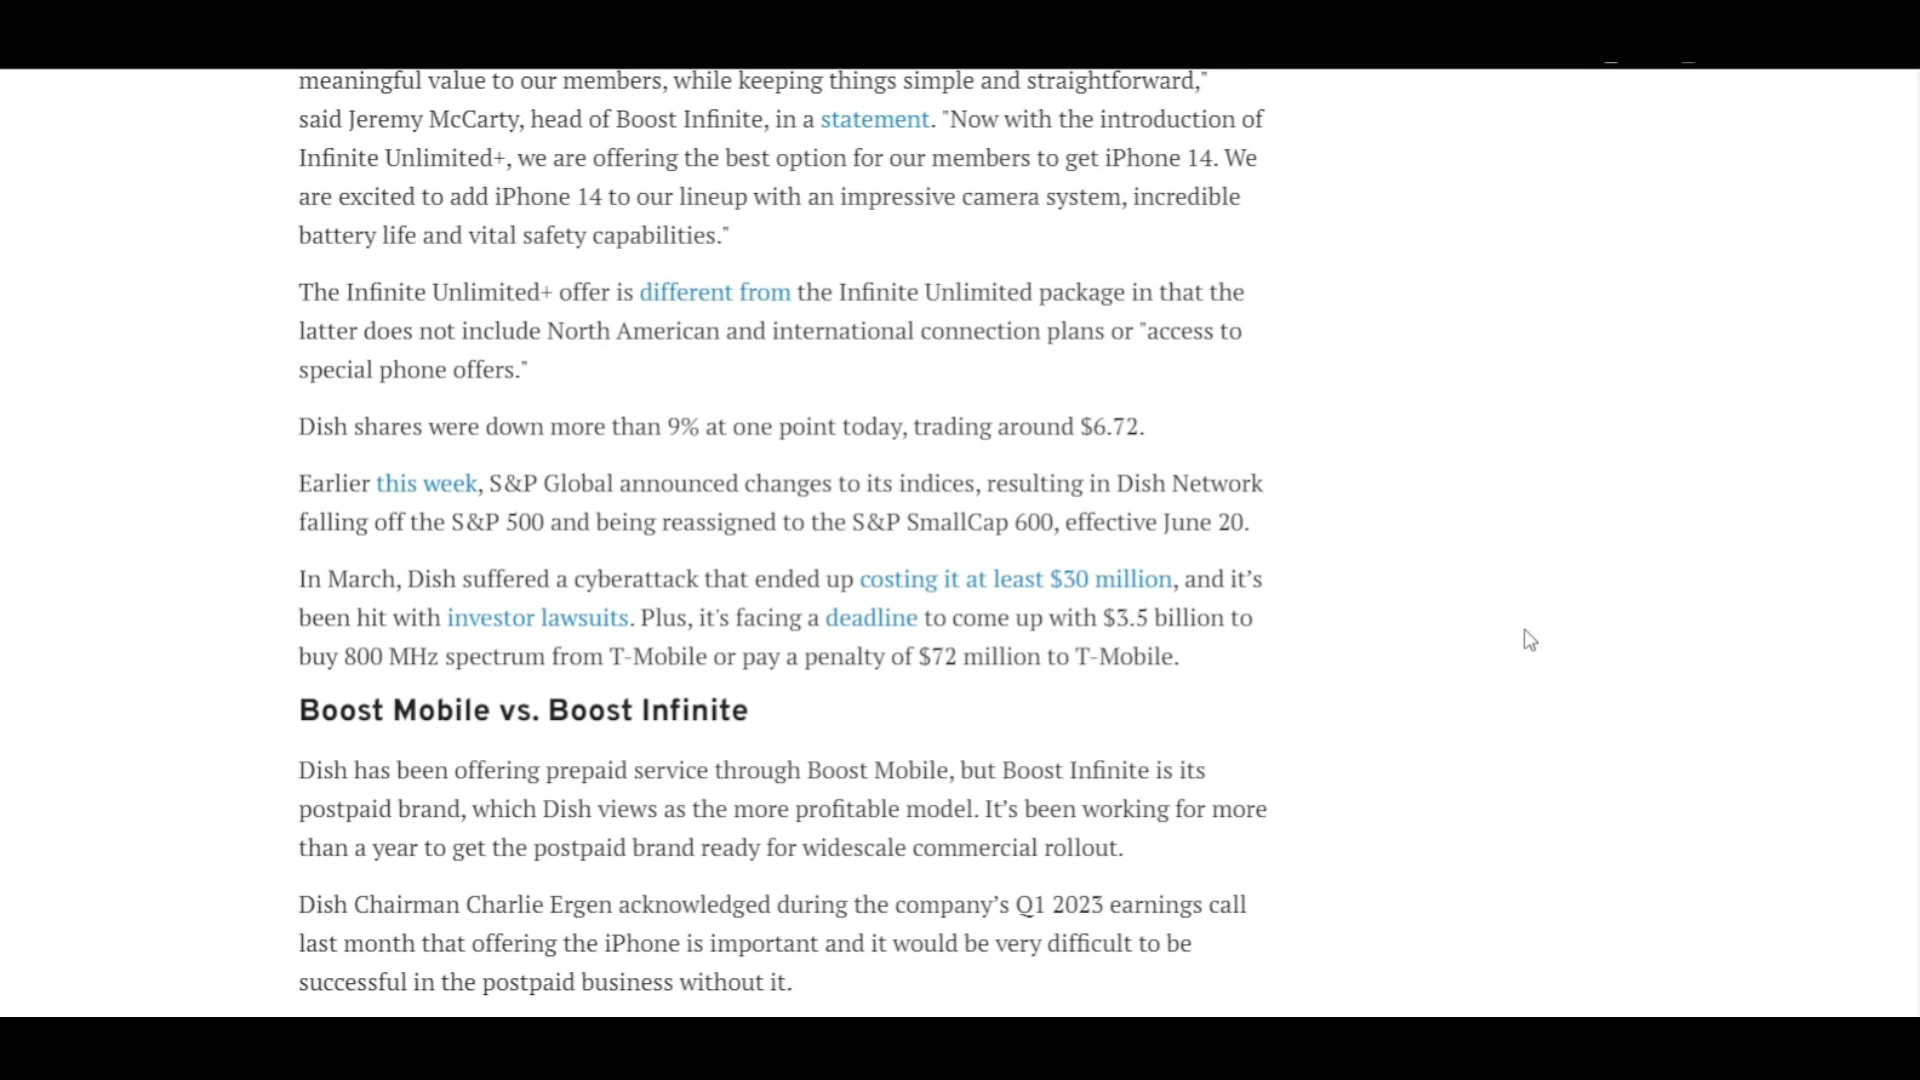 meaningful value to our members, while keeping things simple and straightforward,"
said Jeremy McCarty, head of Boost Infinite, in a statement. "Now with the introduction of
Infinite Unlimited+, we are offering the best option for our members to get iPhone 14. We
are excited to add iPhone 14 to our lineup with an impressive camera system, incredible
battery life and vital safety capabilities."
The Infinite Unlimited+ offer is different from the Infinite Unlimited package in that the
latter does not include North American and international connection plans or "access to
special phone offers."
Dish shares were down more than 9% at one point today, trading around $6.72.
Earlier this week, S&P Global announced changes to its indices, resulting in Dish Network
falling off the S&P 500 and being reassigned to the S&P SmallCap 600, effective June 20.
In March, Dish suffered a cyberattack that ended up costing it at least $30 million, and it’s
been hit with investor lawsuits. Plus, it's facing a deadline to come up with $3.5 billion to
buy 800 MHz spectrum from T-Mobile or pay a penalty of $72 million to T-Mobile.
Boost Mobile vs. Boost Infinite
Dish has been offering prepaid service through Boost Mobile, but Boost Infinite is its
postpaid brand, which Dish views as the more profitable model. It’s been working for more
than a year to get the postpaid brand ready for widescale commercial rollout.
Dish Chairman Charlie Ergen acknowledged during the company’s Q1 2023 earnings call
last month that offering the iPhone is important and it would be very difficult to be
successful in the postpaid business without it.